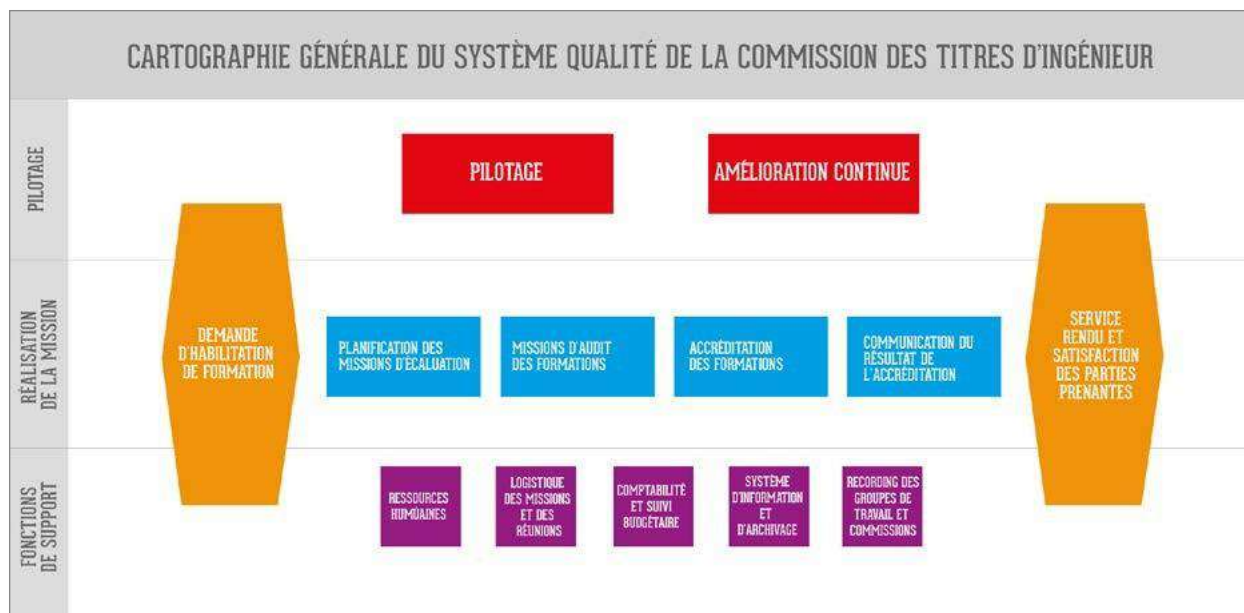 CARTOGRAPHIE GÉNÉRALE DU SYSTÈME QUALITÉ DE LA COMMISSION DES TITRES D'INGÉNIEUR
PILOTAGE
PILOTAGE
AMÉLIORATION CONTINUE
RÉALISATION
DE LA MISSION
DEMANDE
D'HABILITATION
DE FORMATION
PLANIFICATION DES
MISSIONS D'ÉCALUATION
MISSIONS D'AUDIT
DES FORMATIONS
ACCRÉDITATION
DES FORMATIONS
COMMUNICATION DU
RÉSULTAT DE
L'ACCRÉDITATION
SERVICE
RENDU ET
SATISFACTION
DES PARTIES
PRENANTES
FONCTIONS
DE SUPPORT
RESSOURCES
HUMÚAINES
LOGISTIQUE
DES MISSIONS
ET DES
RÉUNIONS
COMPTABILITÉ
ET SUIVI
BUDGÉTAIRE
SYSTÈME
D'INFORMATION
ET
D'ARCHIVAGE
RECORDING DES
GROUPES DE
TRAVAIL ET
COMMISSIONS